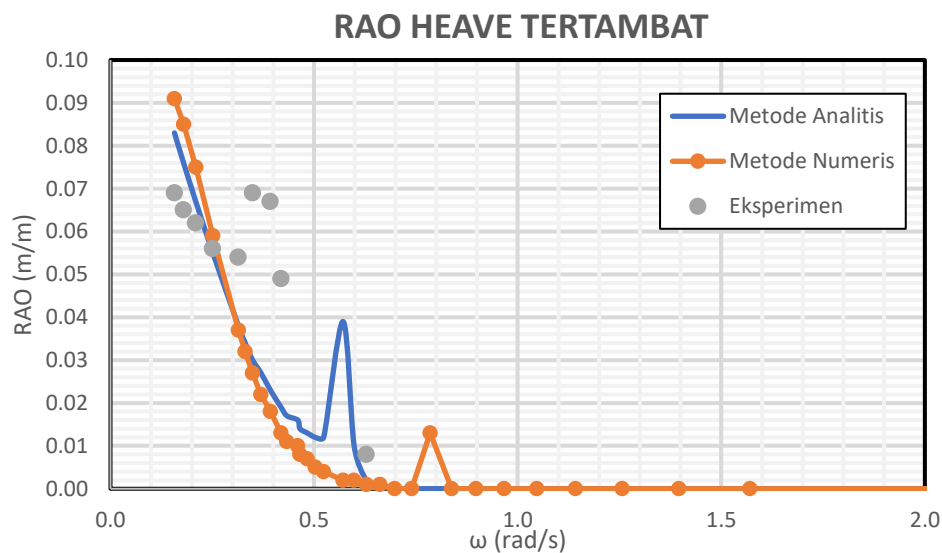 RAO HEAVE TERTAMBAT
0.10
0.09
0.08
0.07
0.06
0.05
0.04
0.03
0.02
0.01
0.00
RAO (m/m)
Metode Analitis
Metode Numeris
Eksperimen
0.0 0.5 1.0 1.5 2.0
ω (rad/s)